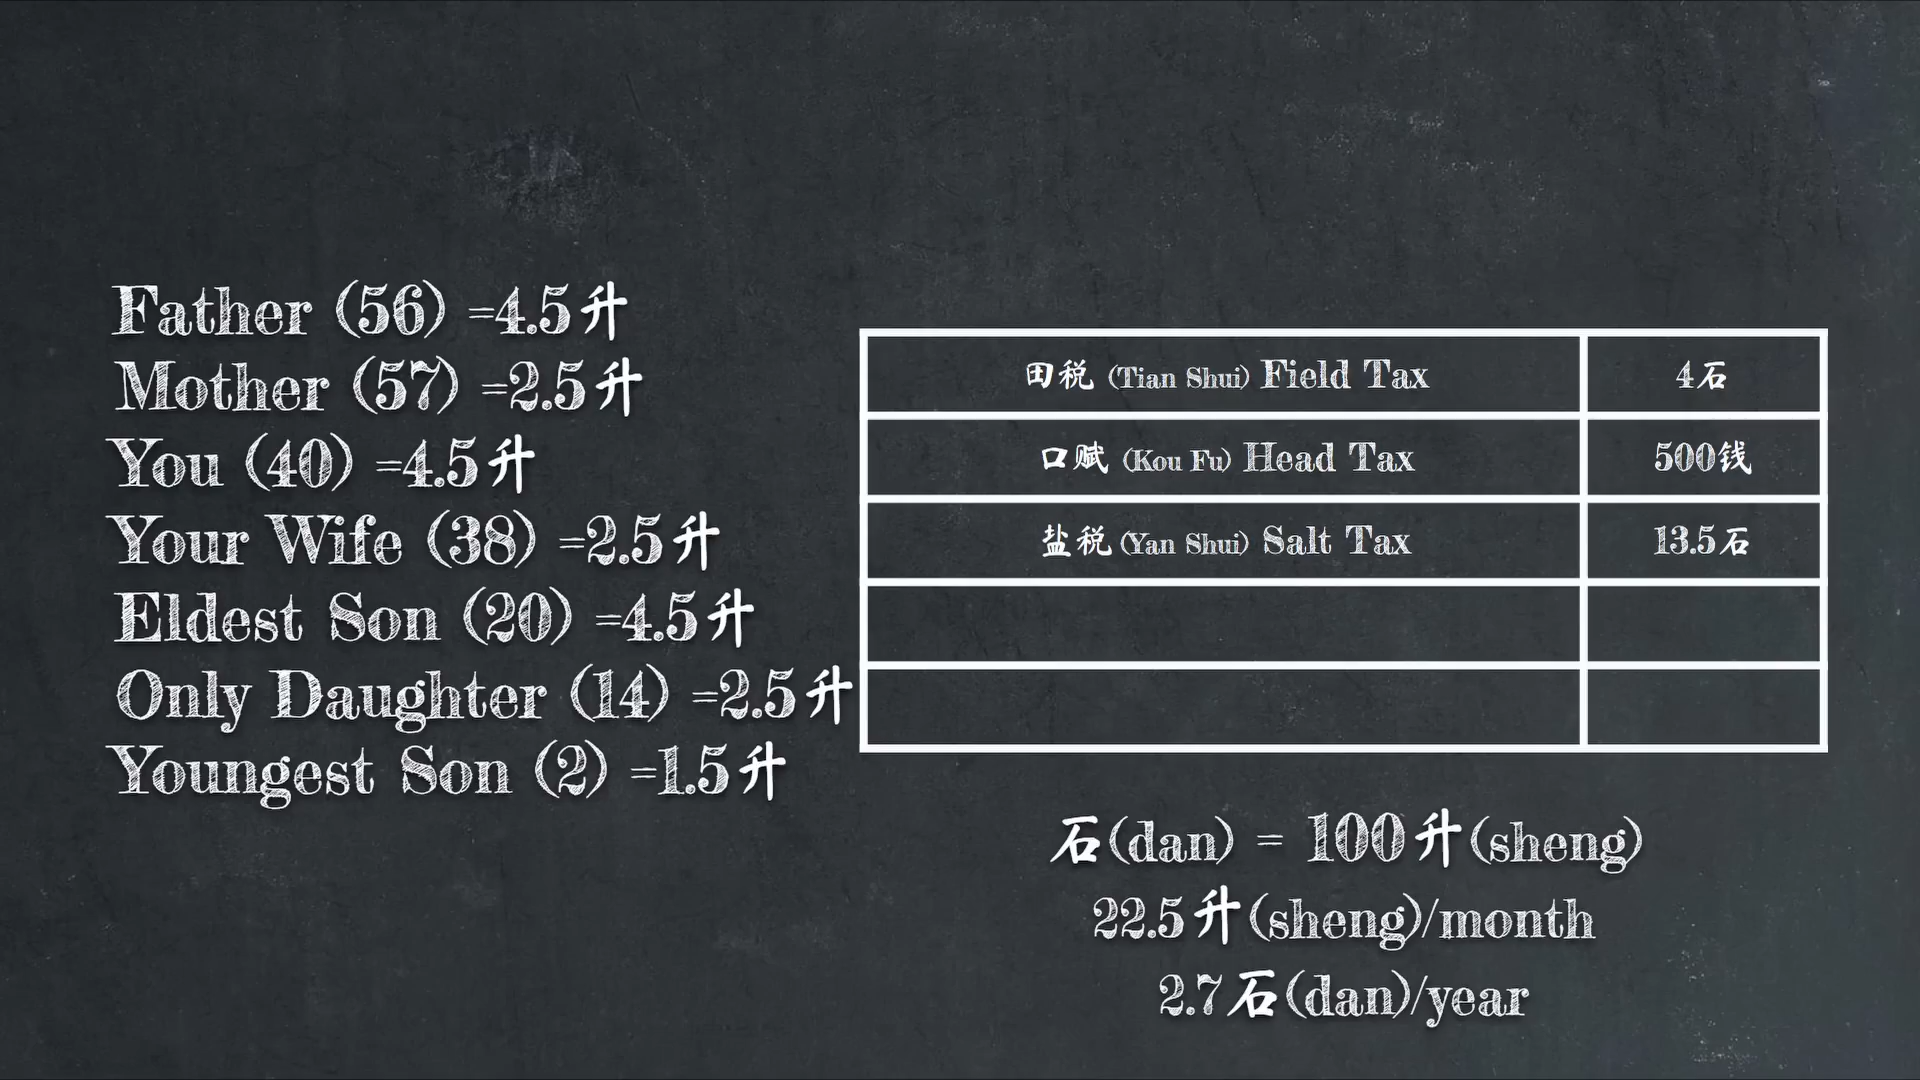 Father (56) =4.5升
Mother (57) =2.5升
You (40) =4.5升
Your Wife (38) =2.5升
Eldest Son (20) =4.5升
Only Daughter (14) =2.5升
Youngest Son (2) =1.5升
田税 (Tian Shui) Field Tax 4石
口赋 (Kou Fu) Head Tax 500钱
盐税 (Yan Shui) Salt Tax 13.5石
石(dan) = 100升(sheng)
22.5升(sheng)/month
2.7石(dan)/year